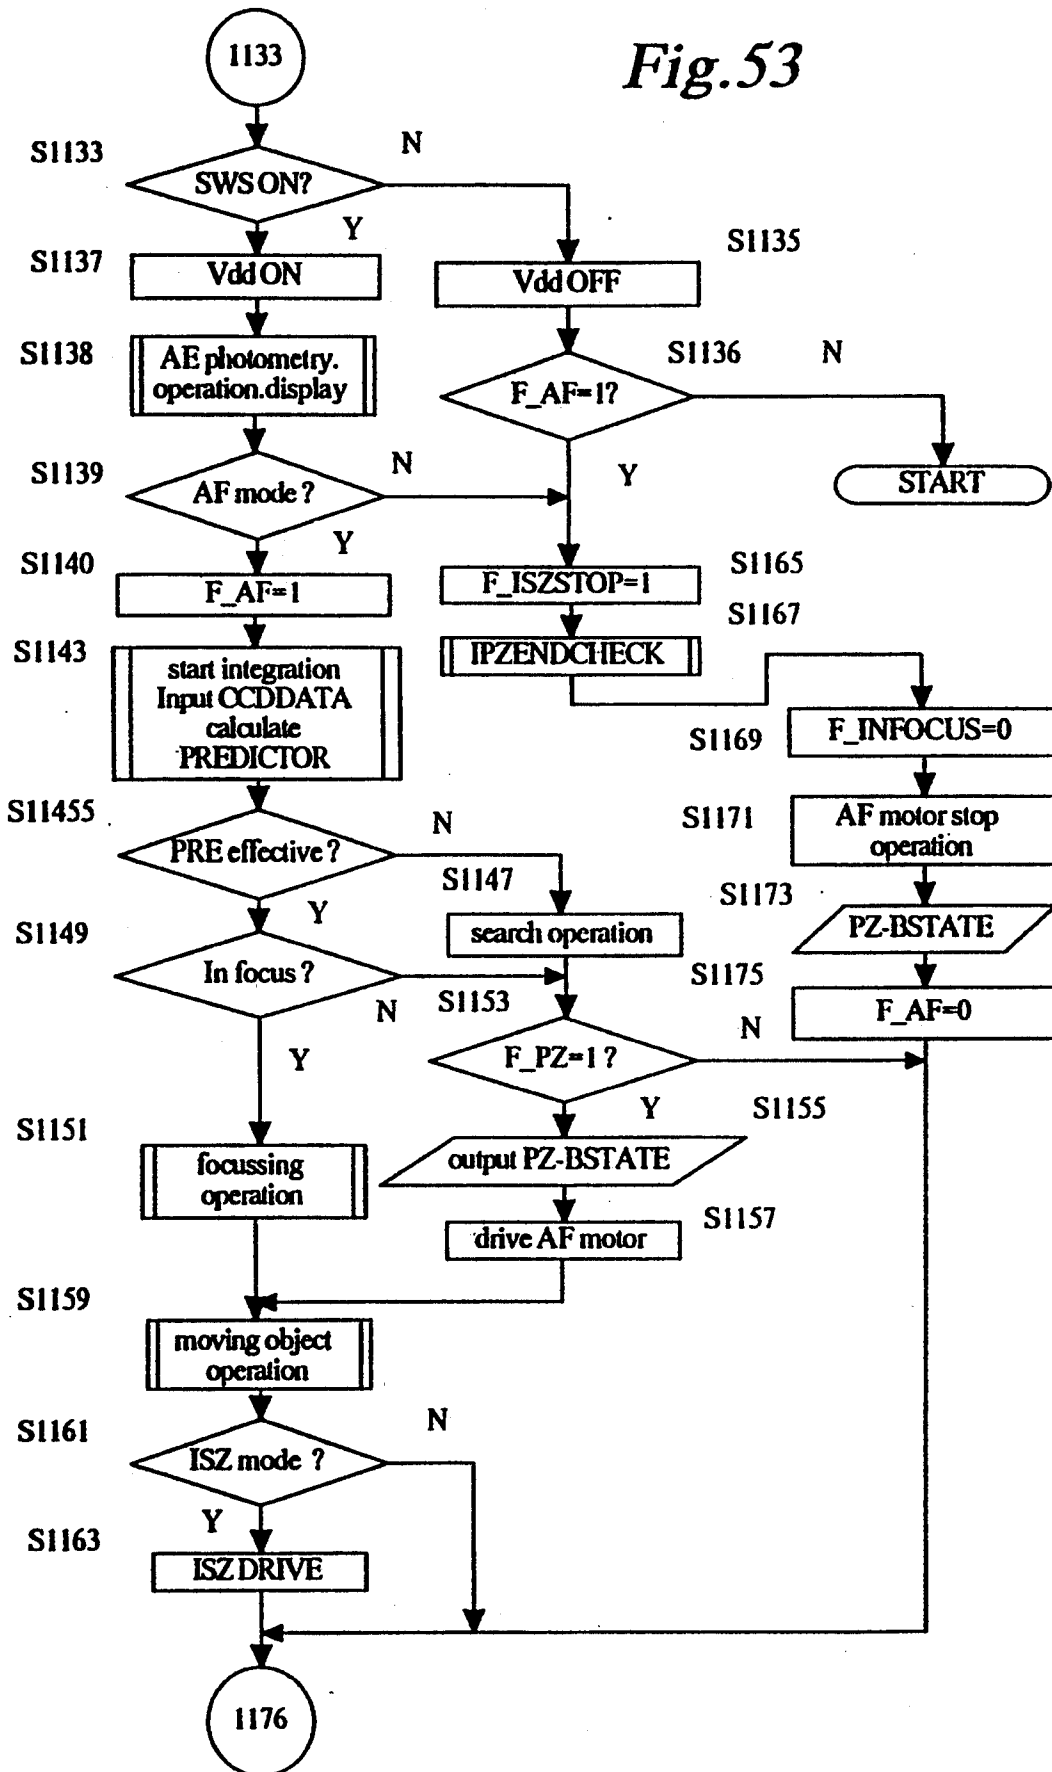 1133
Fig.53
S1133
SWS ON?
N
Y
S1137
Vdd ON
S1135
Vdd OFF
S1138
AE photometry.
operation.display
S1136
F_AF=1?
N
Y
START
S1139
AF mode ?
N
Y
S1140
F_AF=1
S1165
F_ISZSTOP=1
S1167
IPZENDCHECK
S1143
start integration
Input CCDDATA
calculate
PREDICTOR
S1169
F_INFOCUS=0
S11455
PRE effective ?
N
Y
S1171
AF motor stop
operation
S1147
search operation
S1173
PZ-BSTATE
S1149
In focus ?
N
Y
S1175
F_AF=0
S1153
F_PZ=1 ?
N
Y
S1155
output PZ-BSTATE
S1151
focussing
operation
S1157
drive AF motor
S1159
moving object
operation
S1161
ISZ mode ?
N
Y
S1163
ISZ DRIVE
1176